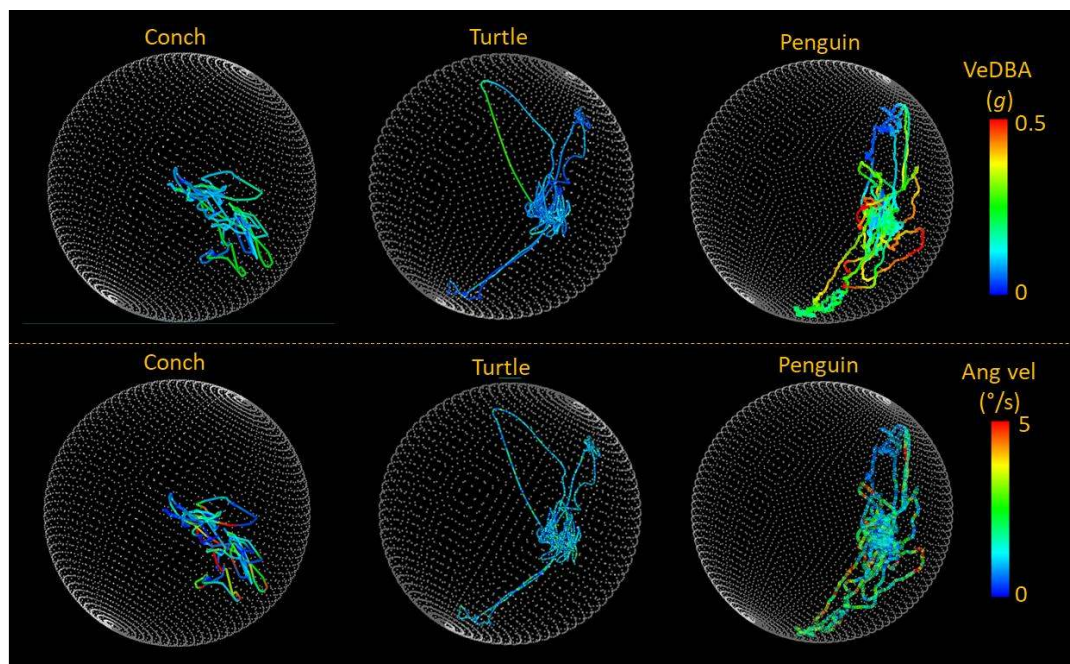 Conch
Turtle
Penguin
VeDBA
(g)
0.5
0
Conch
Turtle
Penguin
Ang vel
(°/s)
5
0